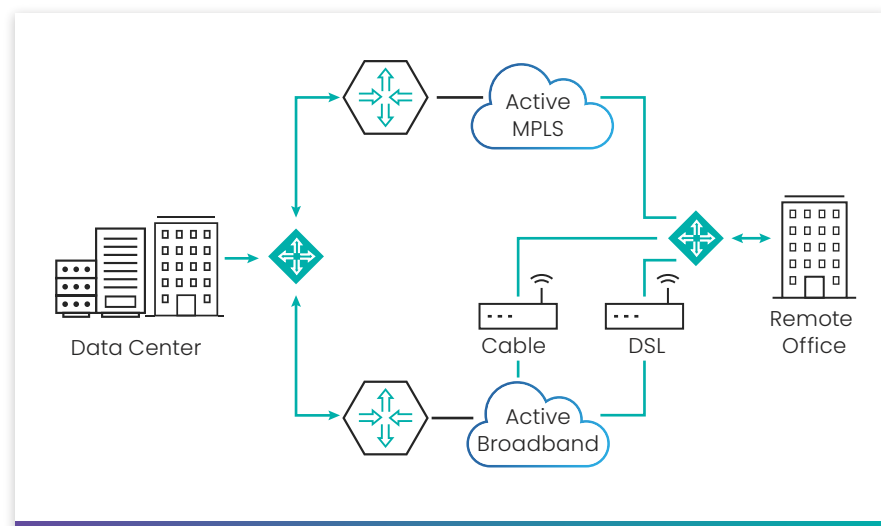 Active
MPLS
Data Center
Cable
DSL
Remote
Office
Active
Broadband